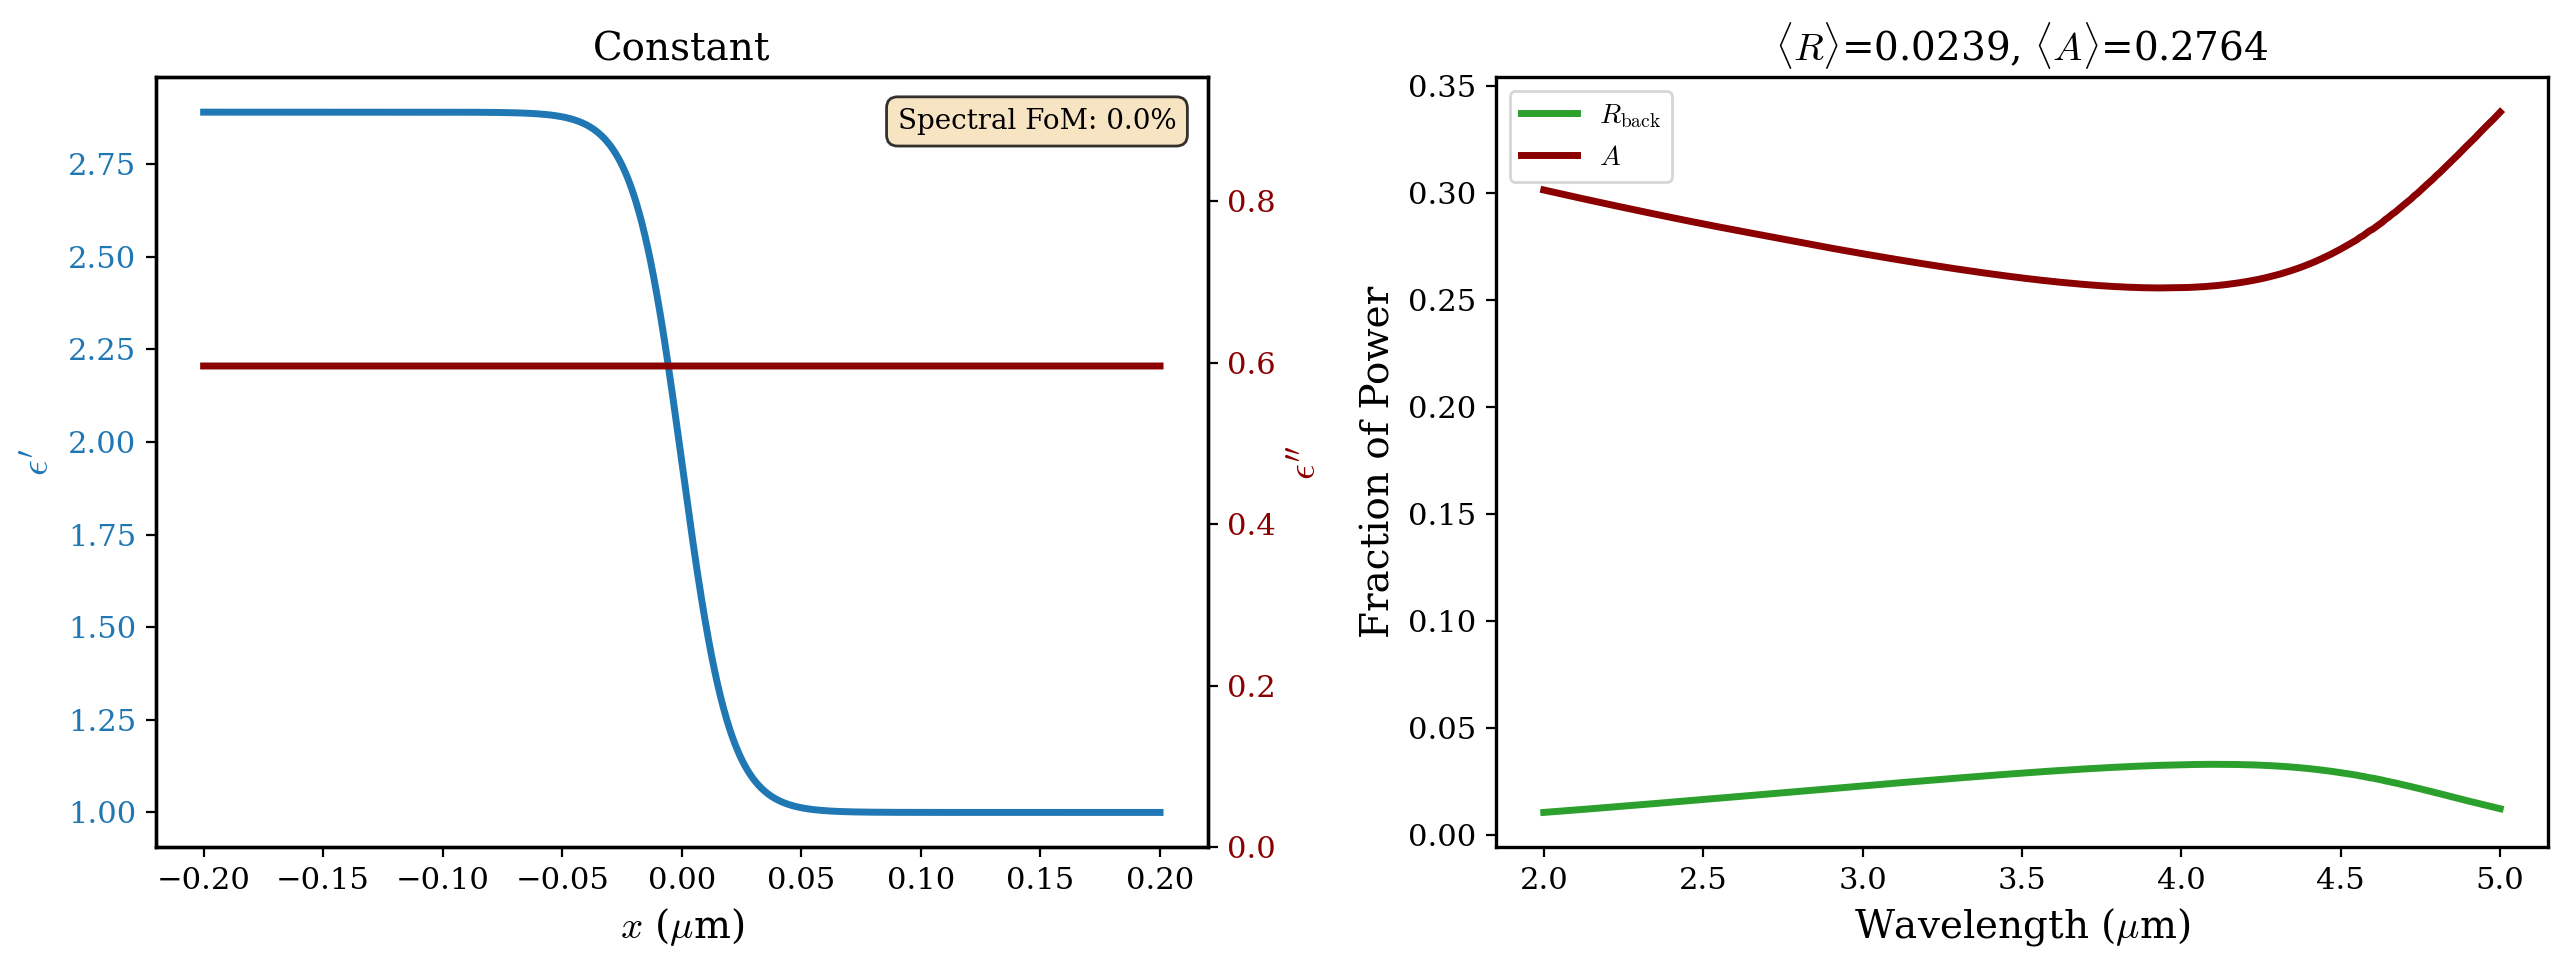 Constant
Spectral FoM: 0.0%
2.75
2.50
2.25
2.00
1.75
1.50
1.25
1.00
ϵ′
0.8
0.6
0.4
0.2
0.0
ϵ″
−0.20 −0.15 −0.10 −0.05 0.00 0.05 0.10 0.15 0.20
x (μm)
⟨R⟩=0.0239, ⟨A⟩=0.2764
R_back
A
0.35
0.30
0.25
0.20
0.15
0.10
0.05
0.00
Fraction of Power
2.0 2.5 3.0 3.5 4.0 4.5 5.0
Wavelength (μm)